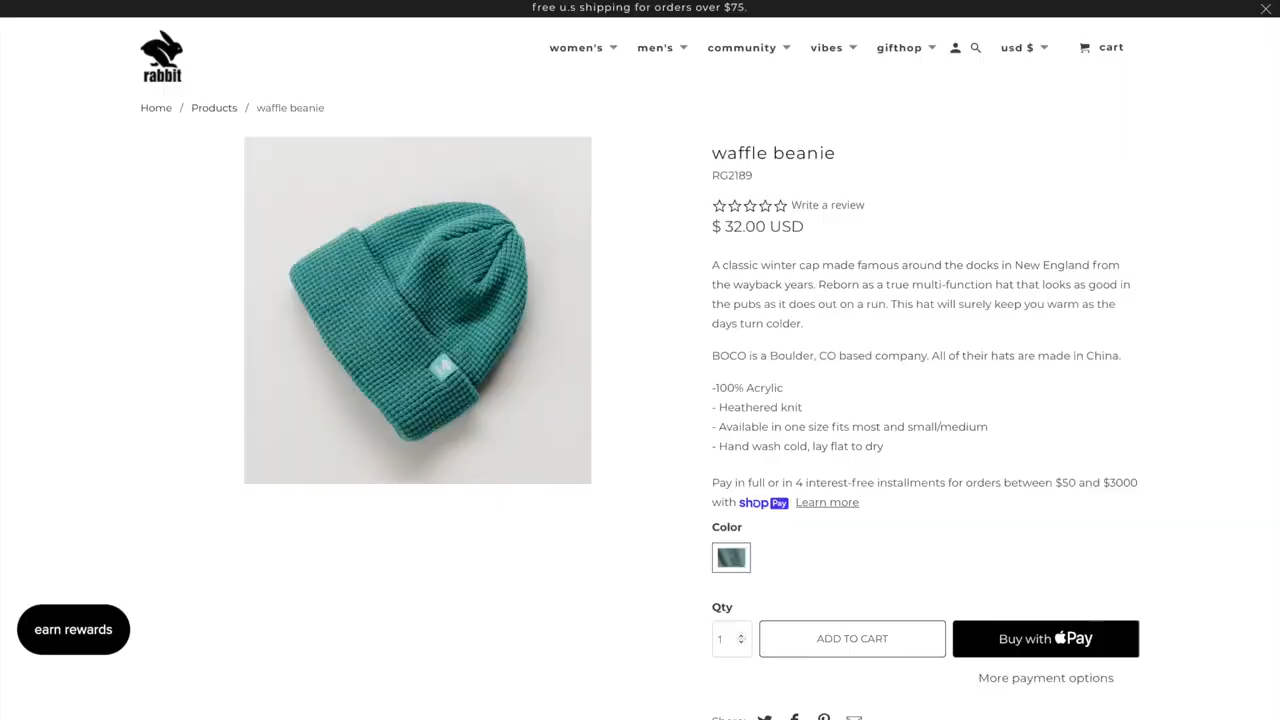 free u.s shipping for orders over $75.
rabbit
women's men's community vibes gifthop usd $ cart
Home / Products / waffle beanie
waffle beanie
RG2189
Write a review
$ 32.00 USD
A classic winter cap made famous around the docks in New England from
the wayback years. Reborn as a true multi-function hat that looks as good in
the pubs as it does out on a run. This hat will surely keep you warm as the
days turn colder.
BOCO is a Boulder, CO based company. All of their hats are made in China.
-100% Acrylic
- Heathered knit
- Available in one size fits most and small/medium
- Hand wash cold, lay flat to dry
Pay in full or in 4 interest-free installments for orders between $50 and $3000
with shop Pay Learn more
Color
earn rewards
Qty
1 ADD TO CART Buy with Pay
More payment options
Share: